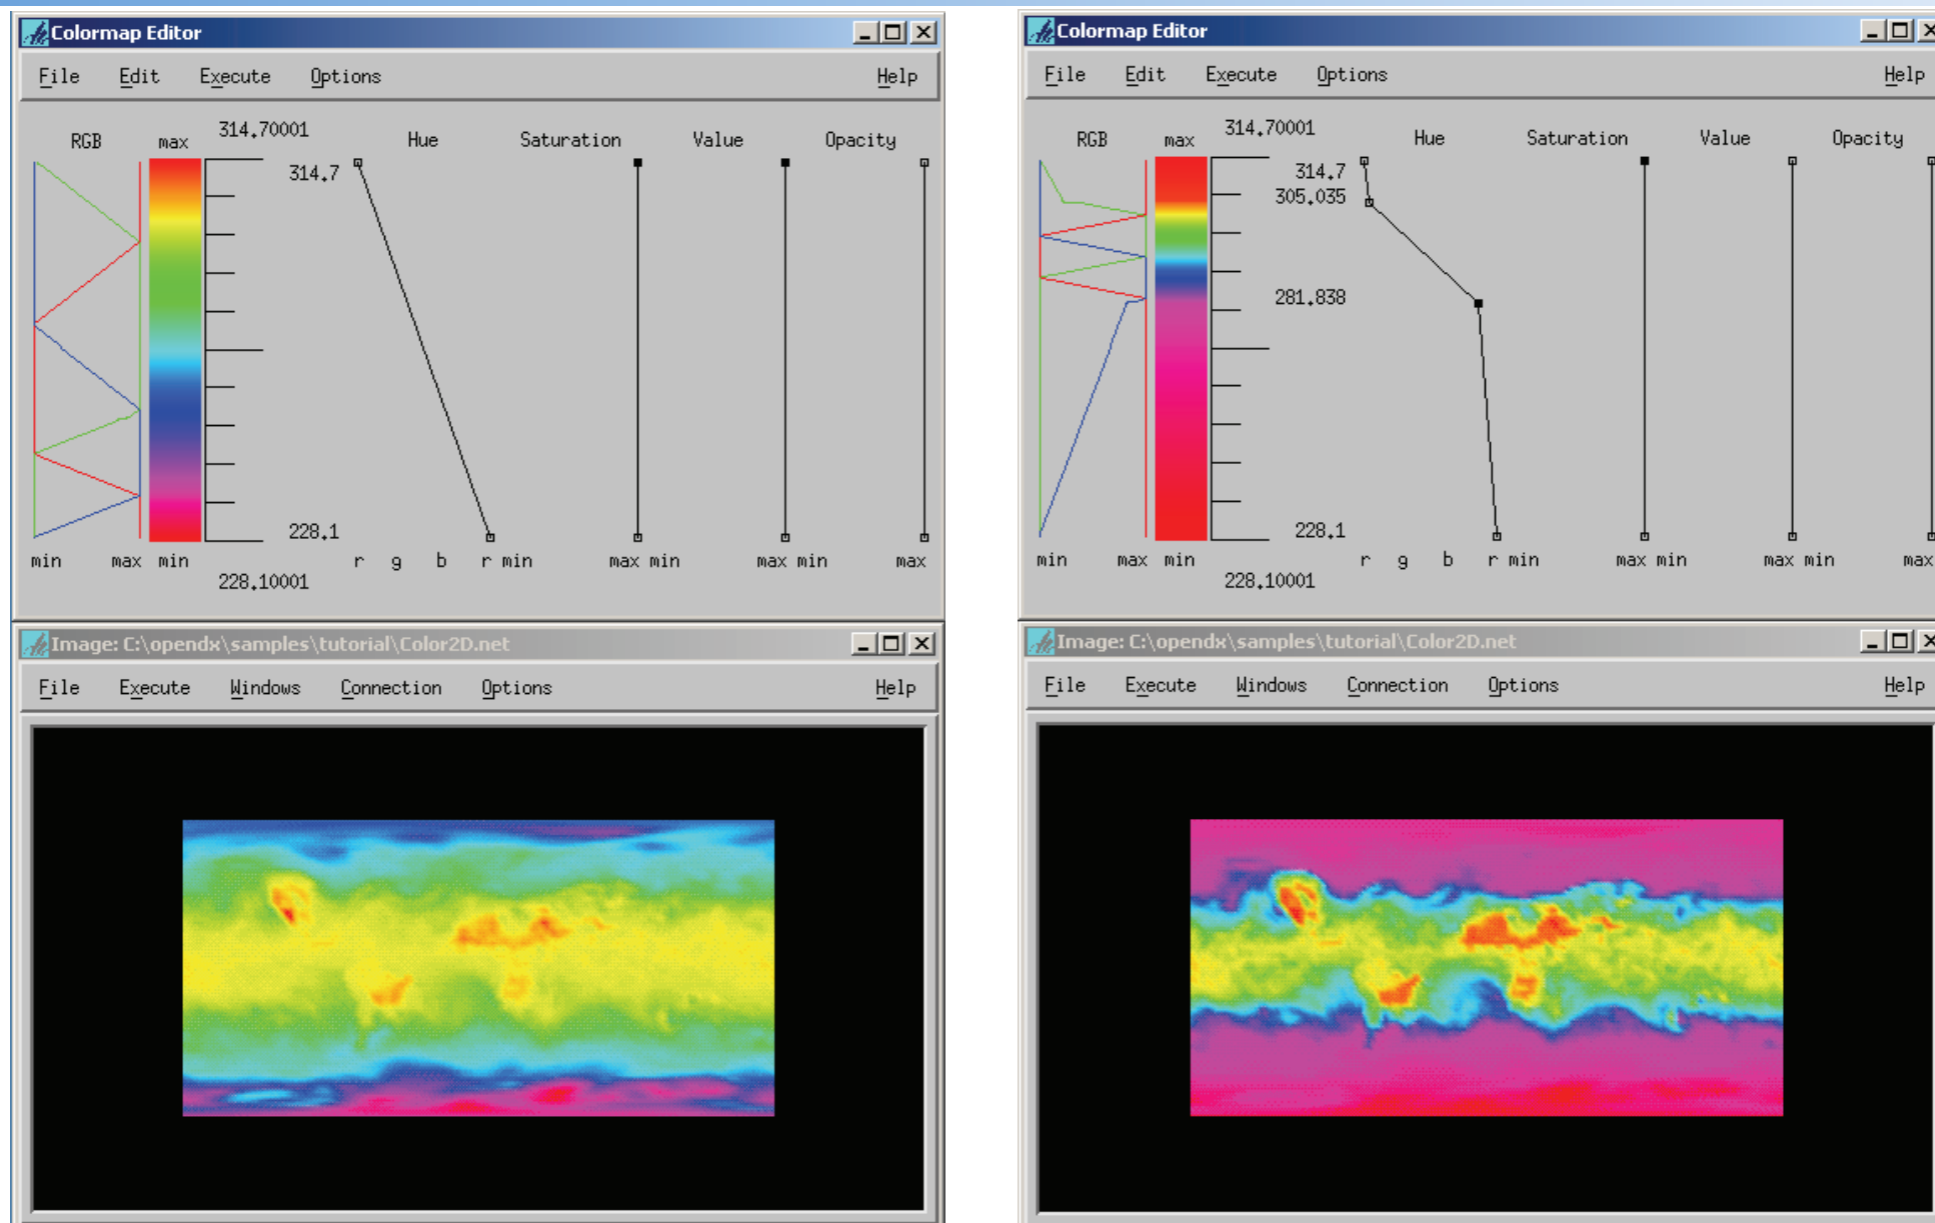 Colormap Editor
File Edit Execute Options Help
RGB max 314.70001 Hue Saturation Value Opacity
314.7
228.1
min max min r g b r min max min max min max
228.10001
Image: C:\opendx\samples\tutorial\Color2D.net
File Execute Windows Connection Options Help
Colormap Editor
File Edit Execute Options Help
RGB max 314.70001 Hue Saturation Value Opacity
314.7
305.035
281.838
228.1
min max min r g b r min max min max min max
228.10001
Image: C:\opendx\samples\tutorial\Color2D.net
File Execute Windows Connection Options Help